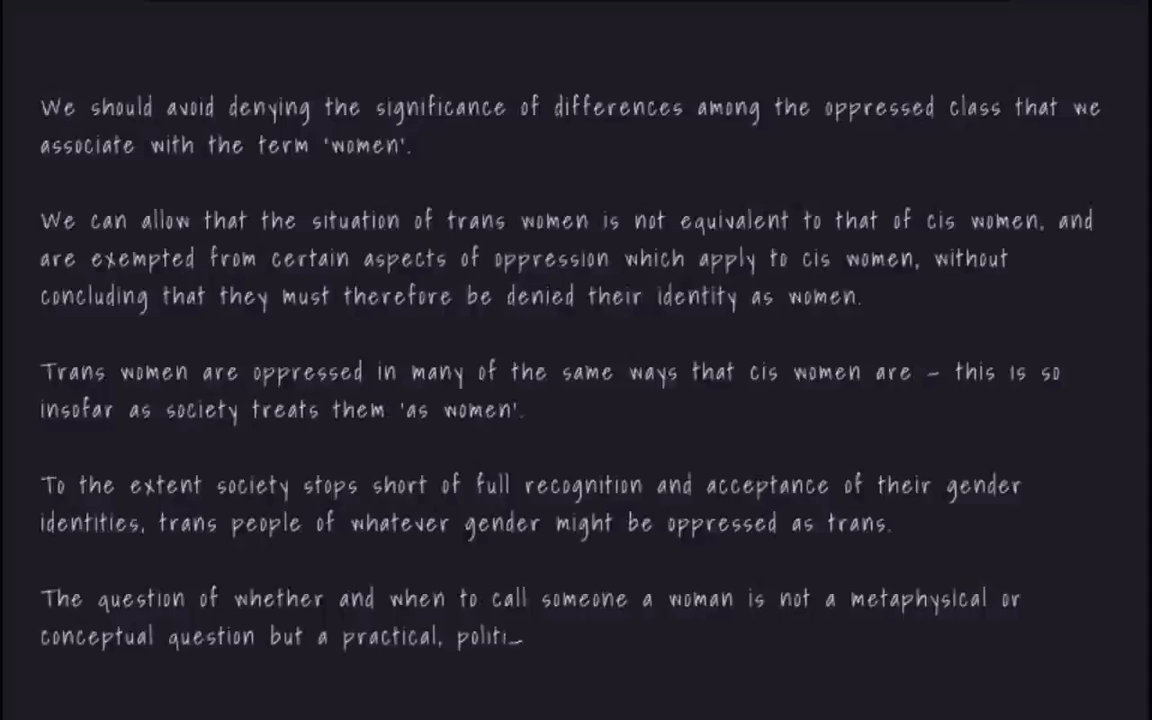 We should avoid denying the significance of differences among the oppressed class that we
associate with the term 'women'.
We can allow that the situation of trans women is not equivalent to that of cis women, and
are exempted from certain aspects of oppression which apply to cis women, without
concluding that they must therefore be denied their identity as women.
Trans women are oppressed in many of the same ways that cis women are - this is so
insofar as society treats them 'as women'.
To the extent society stops short of full recognition and acceptance of their gender
identities, trans people of whatever gender might be oppressed as trans.
The question of whether and when to call someone a woman is not a metaphysical or
conceptual question but a practical, politi